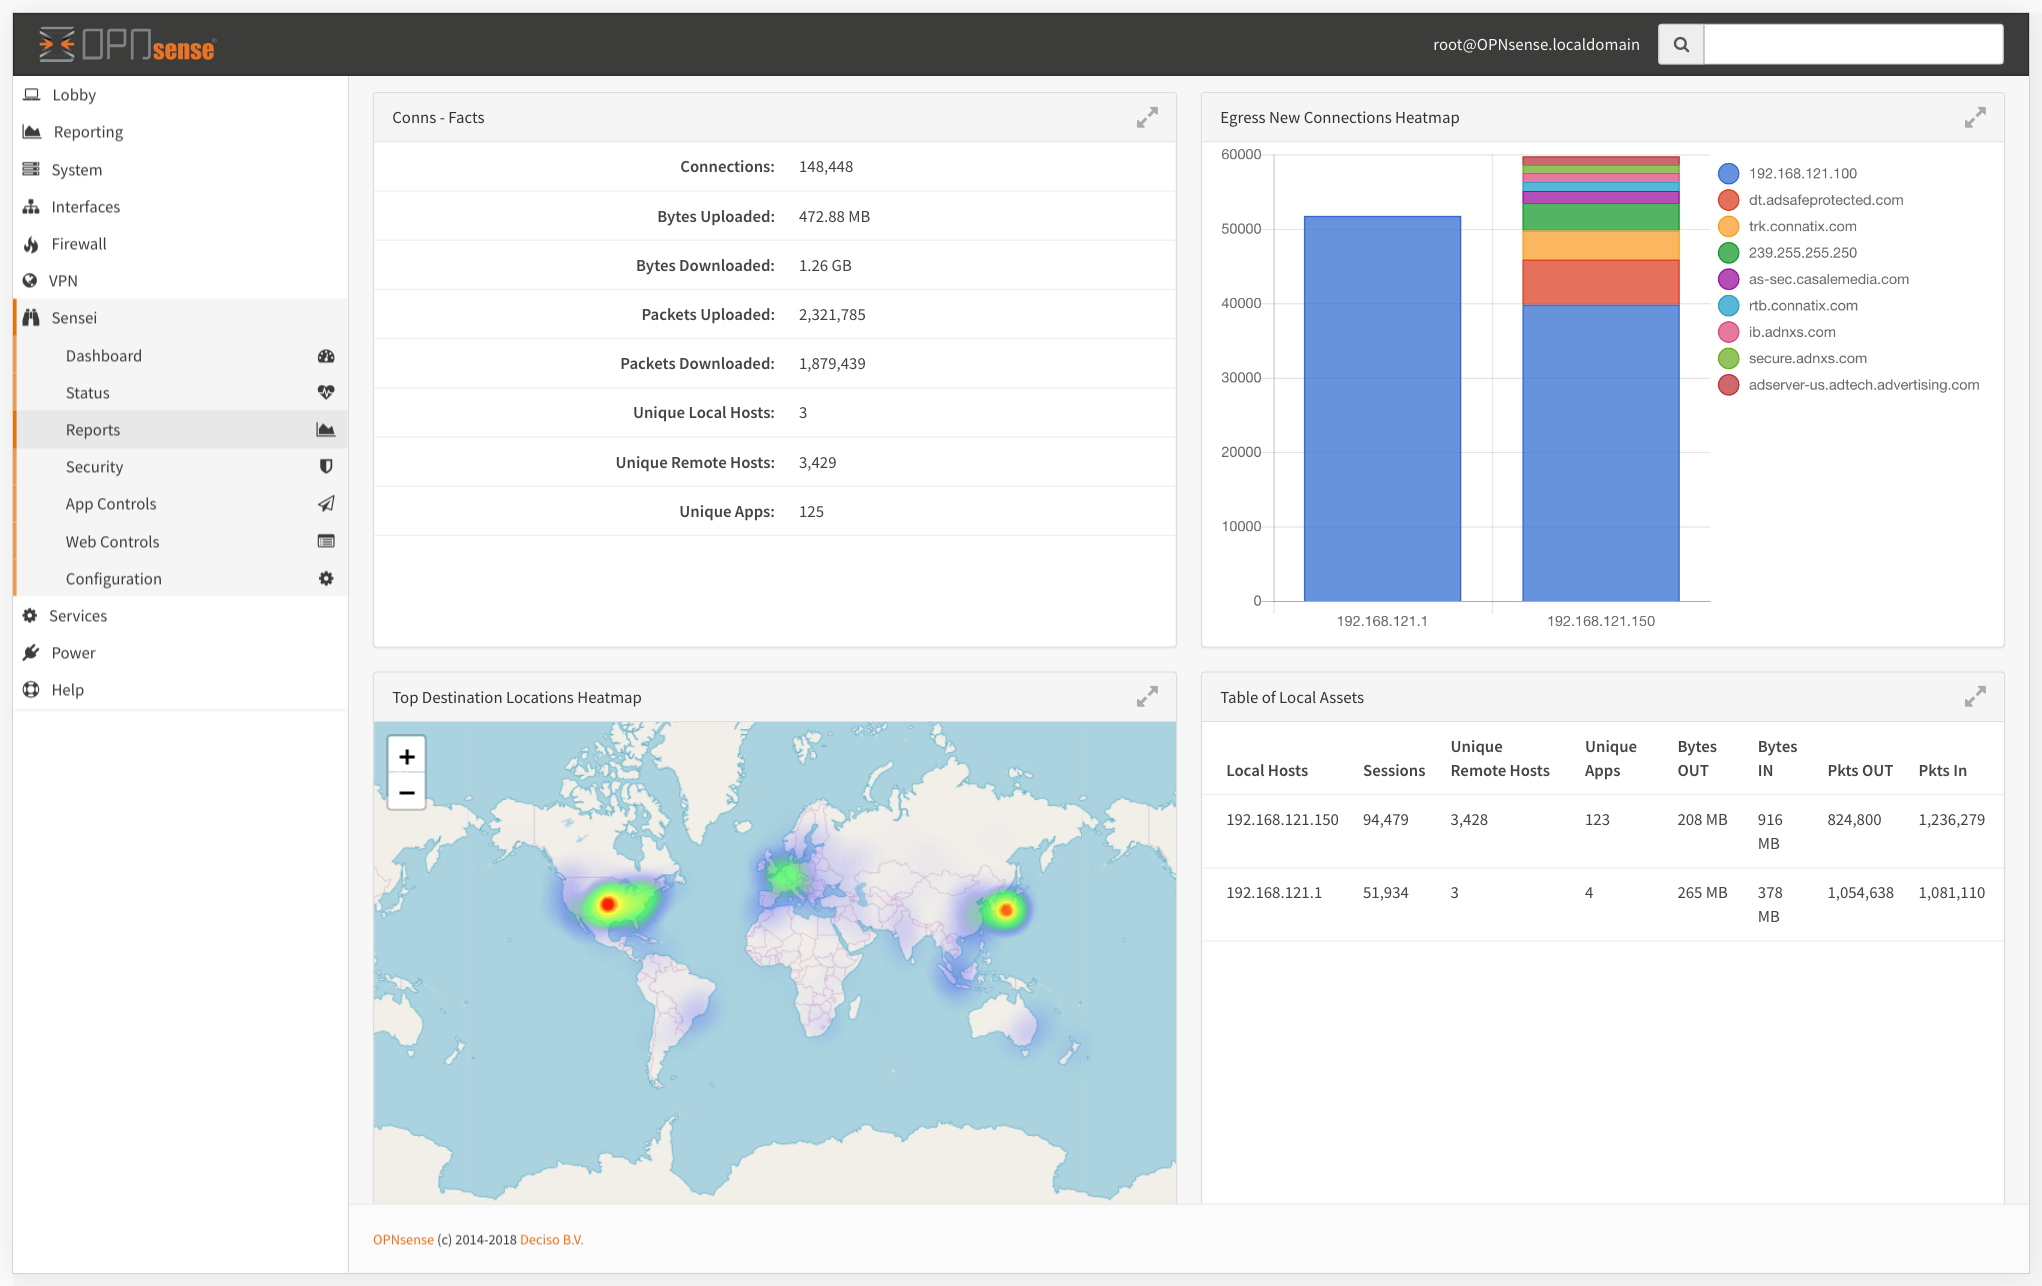 OPNsense
root@OPNsense.localdomain
Lobby
Reporting
System
Interfaces
Firewall
VPN
Sensei
Dashboard
Status
Reports
Security
App Controls
Web Controls
Configuration
Services
Power
Help
Conns - Facts
Connections: 148,448
Bytes Uploaded: 472.88 MB
Bytes Downloaded: 1.26 GB
Packets Uploaded: 2,321,785
Packets Downloaded: 1,879,439
Unique Local Hosts: 3
Unique Remote Hosts: 3,429
Unique Apps: 125
Egress New Connections Heatmap
60000
50000
40000
30000
20000
10000
0
192.168.121.1 192.168.121.150
192.168.121.100
dt.adsafeprotected.com
trk.connatix.com
239.255.255.250
as-sec.casalemedia.com
rtb.connatix.com
ib.adnxs.com
secure.adnxs.com
adserver-us.adtech.advertising.com
Top Destination Locations Heatmap
+
−
Table of Local Assets
Unique Unique Bytes Bytes
Local Hosts Sessions Remote Hosts Apps OUT IN Pkts OUT Pkts In
192.168.121.150 94,479 3,428 123 208 MB 916 824,800 1,236,279
MB
192.168.121.1 51,934 3 4 265 MB 378 1,054,638 1,081,110
MB
OPNsense (c) 2014-2018 Deciso B.V.